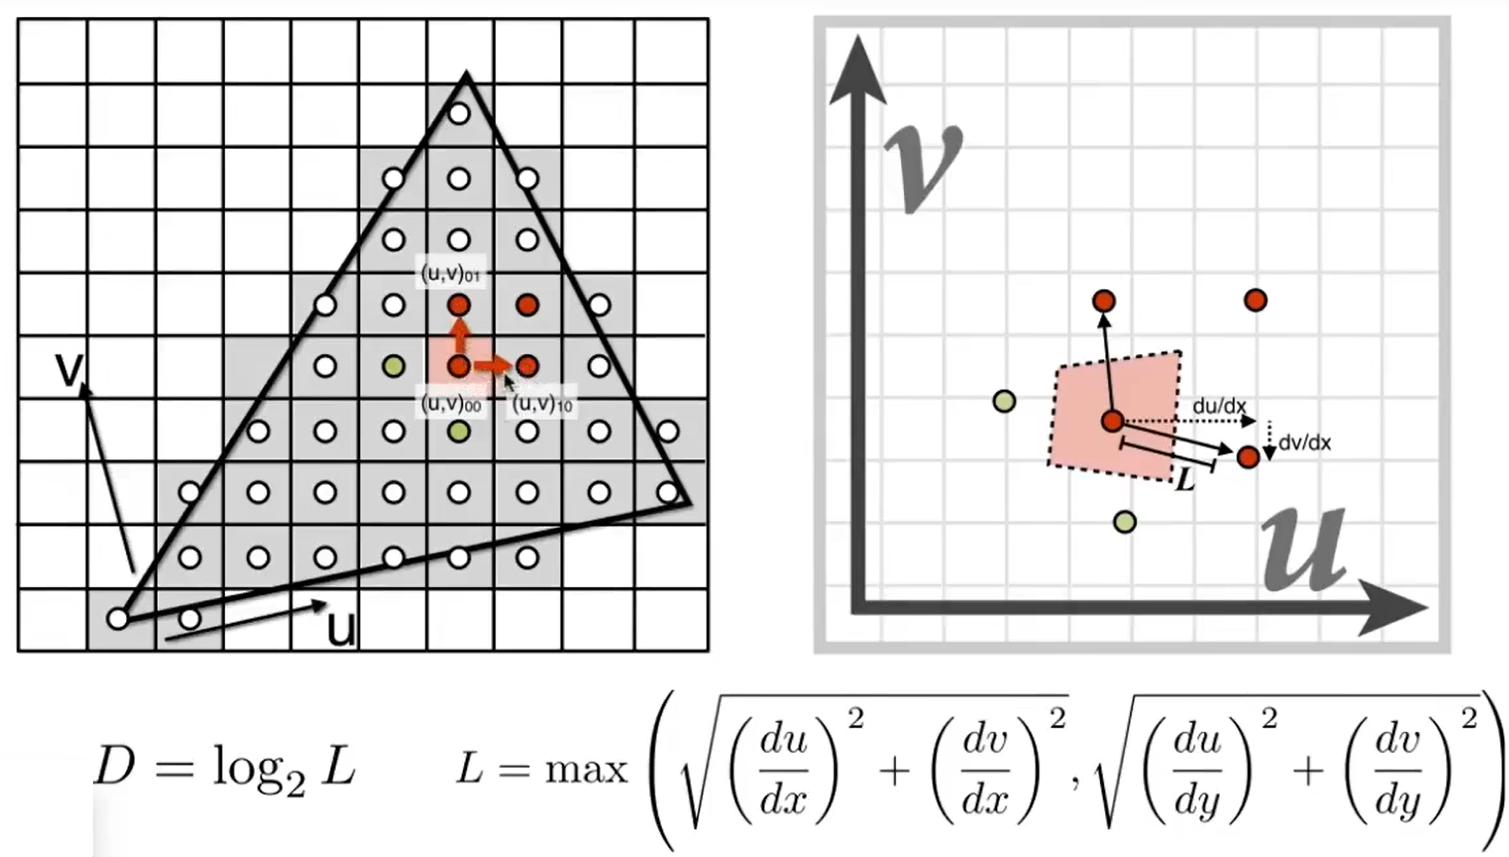 v
(u,v)₀₁
(u,v)₀₀ (u,v)₁₀
u
v
du/dx
dv/dx
L
u
D = log₂ L
L = max ( √( (du/dx)² + (dv/dx)² ), √( (du/dy)² + (dv/dy)² ) )